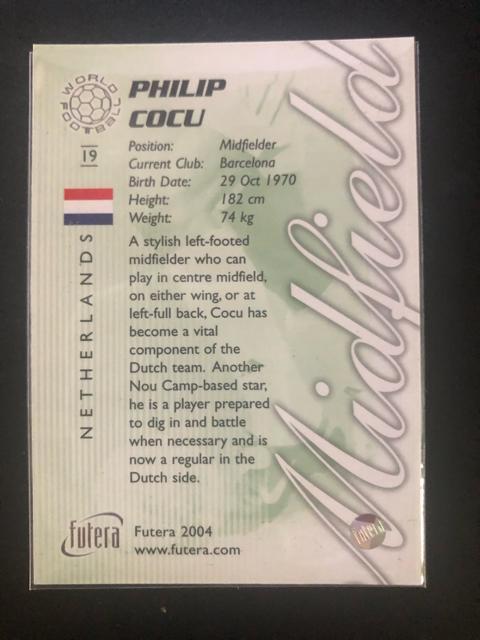 WORLD FOOTBALL
PHILIP
COCU
19
Position: Midfielder
Current Club: Barcelona
Birth Date: 29 Oct 1970
Height: 182 cm
Weight: 74 kg
NETHERLANDS
A stylish left-footed
midfielder who can
play in centre midfield,
on either wing, or at
left-full back, Cocu has
become a vital
component of the
Dutch team. Another
Nou Camp-based star,
he is a player prepared
to dig in and battle
when necessary and is
now a regular in the
Dutch side.
Midfield
futera
Futera 2004
www.futera.com
futera